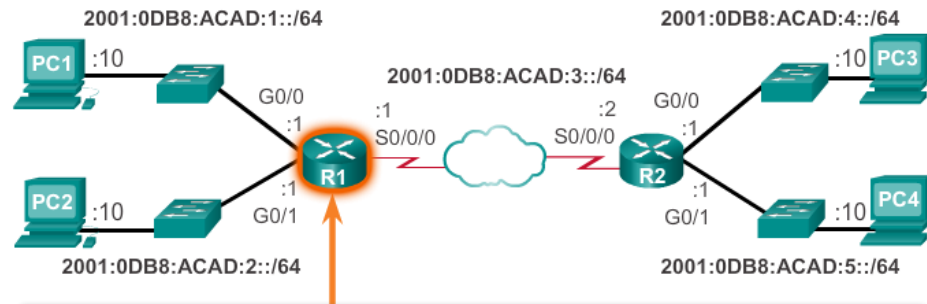 2001:0DB8:ACAD:1::/64
2001:0DB8:ACAD:4::/64
PC1
:10
:10
PC3
2001:0DB8:ACAD:3::/64
G0/0
:1
:1
S0/0/0
:2
S0/0/0
G0/0
:1
R1
R2
PC2
:10
:1
G0/1
:1
G0/1
:10
PC4
2001:0DB8:ACAD:2::/64
2001:0DB8:ACAD:5::/64